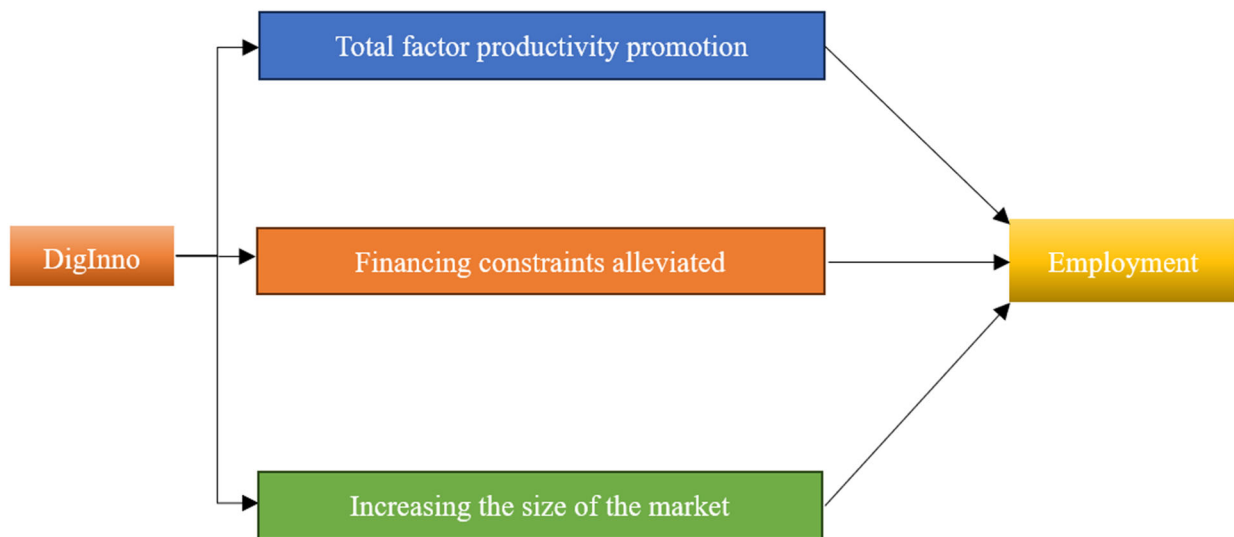 Total factor productivity promotion
DigInno
Financing constraints alleviated
Employment
Increasing the size of the market